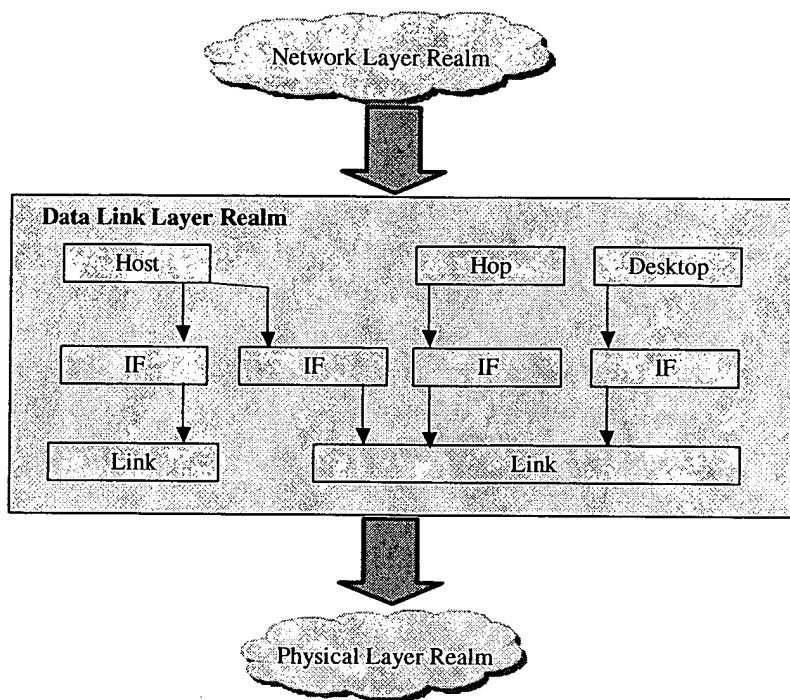 Network Layer Realm
Data Link Layer Realm
Host
Hop
Desktop
IF
IF
IF
IF
Link
Link
Physical Layer Realm